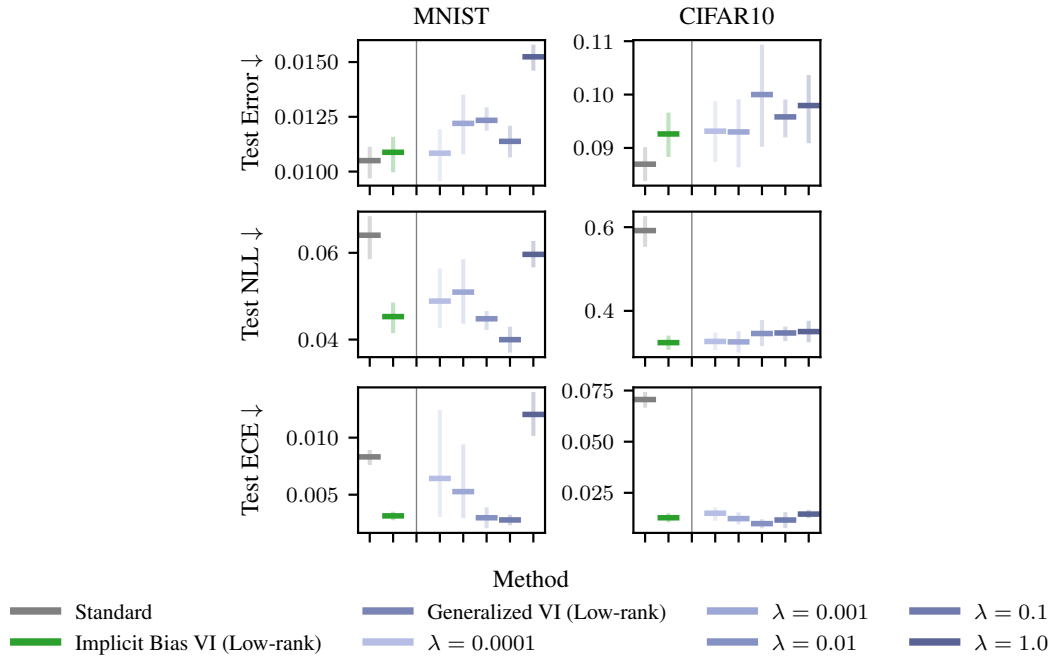 MNIST CIFAR10
Test Error ↓
0.0150
0.0125
0.0100
0.11
0.10
0.09
Test NLL ↓
0.06
0.04
0.6
0.4
Test ECE ↓
0.010
0.005
0.075
0.050
0.025
Method
Standard Generalized VI (Low-rank) λ = 0.001 λ = 0.1
Implicit Bias VI (Low-rank) λ = 0.0001 λ = 0.01 λ = 1.0